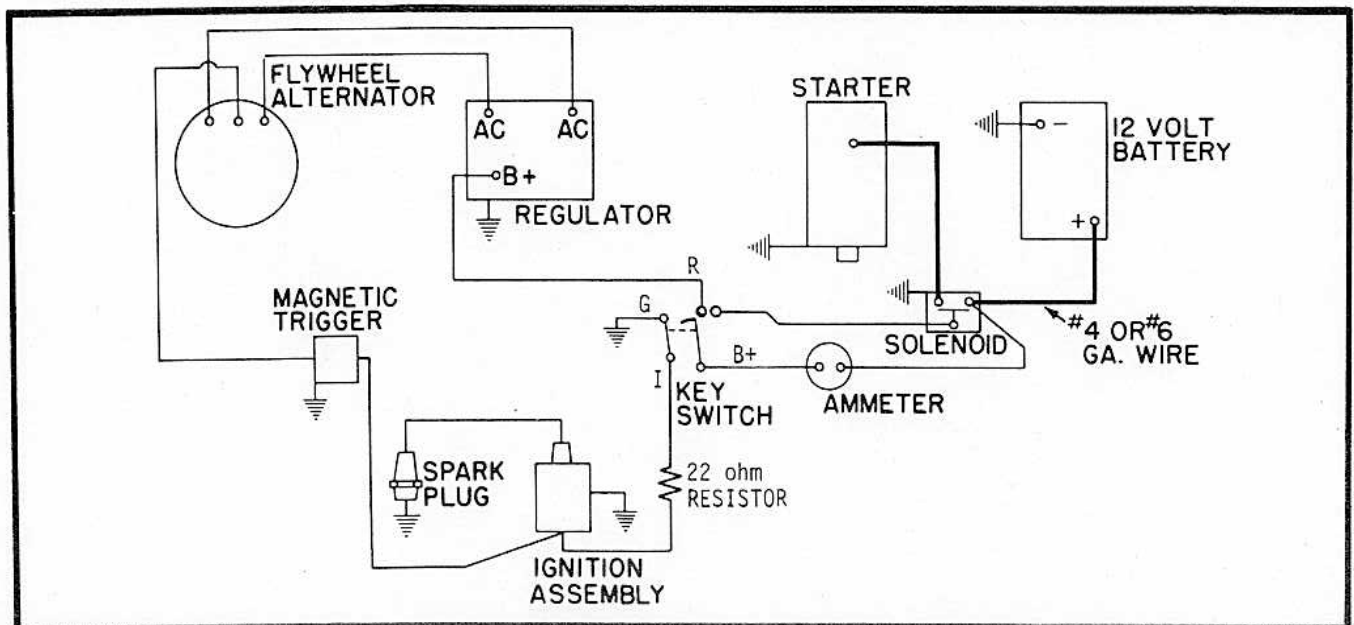 FLYWHEEL
ALTERNATOR
AC
AC
B+
REGULATOR
STARTER
-
12 VOLT
BATTERY
+
R
G
MAGNETIC
TRIGGER
SOLENOID
#4 OR #6
GA. WIRE
B+
I
KEY
SWITCH
AMMETER
SPARK
PLUG
22 ohm
RESISTOR
IGNITION
ASSEMBLY